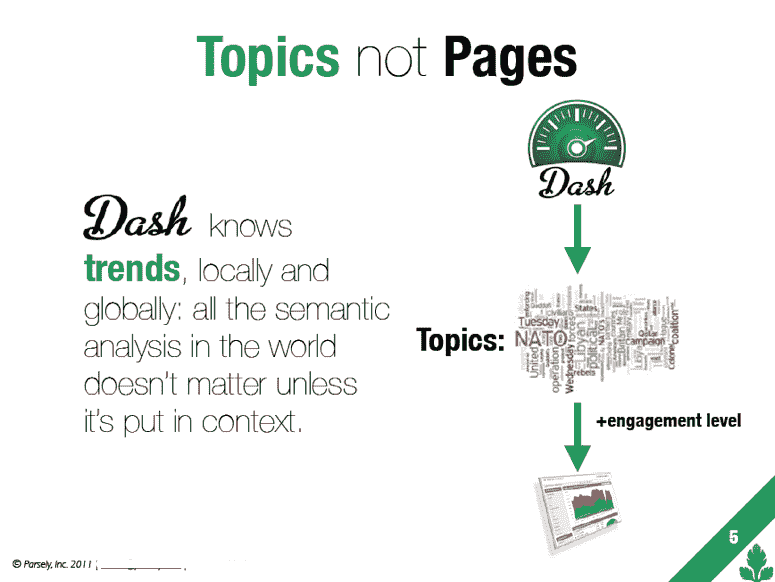 Topics not Pages
Dash
Dash knows
trends, locally and
globally: all the semantic
analysis in the world
doesn't matter unless
it's put in context.
Topics:
Tuesday
NATO
United
operation
Wednesday
rebels
Libyan
political
civilians
States
Qatar
campaign
coalition
+engagement level
5
© Parsely, Inc. 2011 |